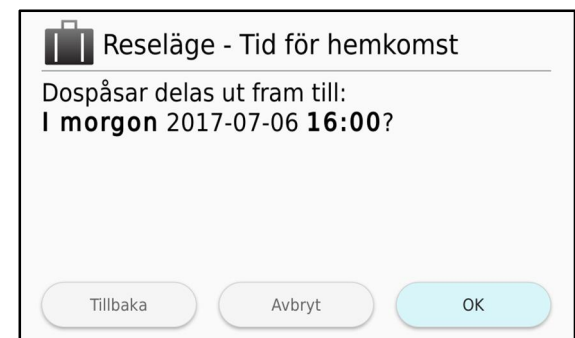 Reseläge - Tid för hemkomst
Dospåsar delas ut fram till:
I morgon 2017-07-06 16:00?
Tillbaka
Avbryt
OK